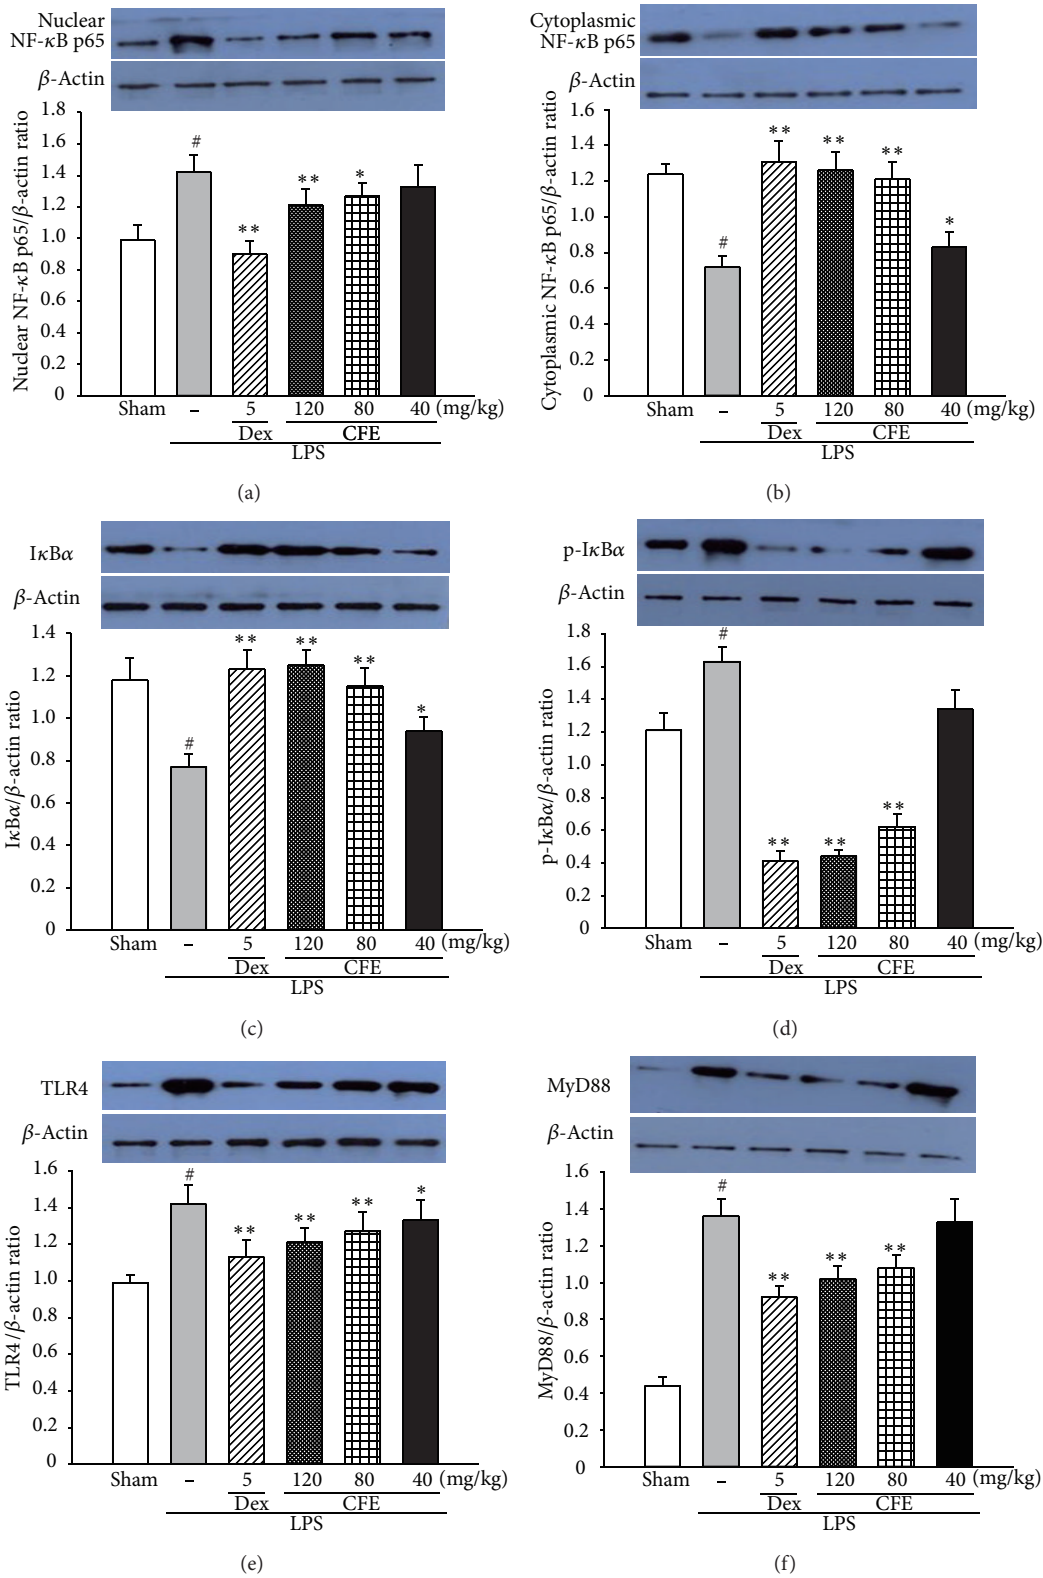 Nuclear
NF-κB p65
β-Actin
Nuclear NF-κB p65/β-actin ratio
1.8
1.6
1.4
1.2
1.0
0.8
0.6
0.4
0.2
0
#
**
**
*
Sham – 5 120 80 40 (mg/kg)
Dex CFE
LPS
(a)
Cytoplasmic
NF-κB p65
β-Actin
Cytoplasmic NF-κB p65/β-actin ratio
1.6
1.4
1.2
1.0
0.8
0.6
0.4
0.2
0
#
**
**
**
*
Sham – 5 120 80 40 (mg/kg)
Dex CFE
LPS
(b)
IκBα
β-Actin
IκBα/β-actin ratio
1.4
1.2
1.0
0.8
0.6
0.4
0.2
0
#
**
**
**
*
Sham – 5 120 80 40 (mg/kg)
Dex CFE
LPS
(c)
p-IκBα
β-Actin
p-IκBα/β-actin ratio
1.8
1.6
1.4
1.2
1.0
0.8
0.6
0.4
0.2
0
#
**
**
**
Sham – 5 120 80 40 (mg/kg)
Dex CFE
LPS
(d)
TLR4
β-Actin
TLR4/β-actin ratio
1.6
1.4
1.2
1.0
0.8
0.6
0.4
0.2
0
#
**
**
**
*
Sham – 5 120 80 40 (mg/kg)
Dex CFE
LPS
(e)
MyD88
β-Actin
MyD88/β-actin ratio
1.6
1.4
1.2
1.0
0.8
0.6
0.4
0.2
0
#
**
**
**
Sham – 5 120 80 40 (mg/kg)
Dex CFE
LPS
(f)